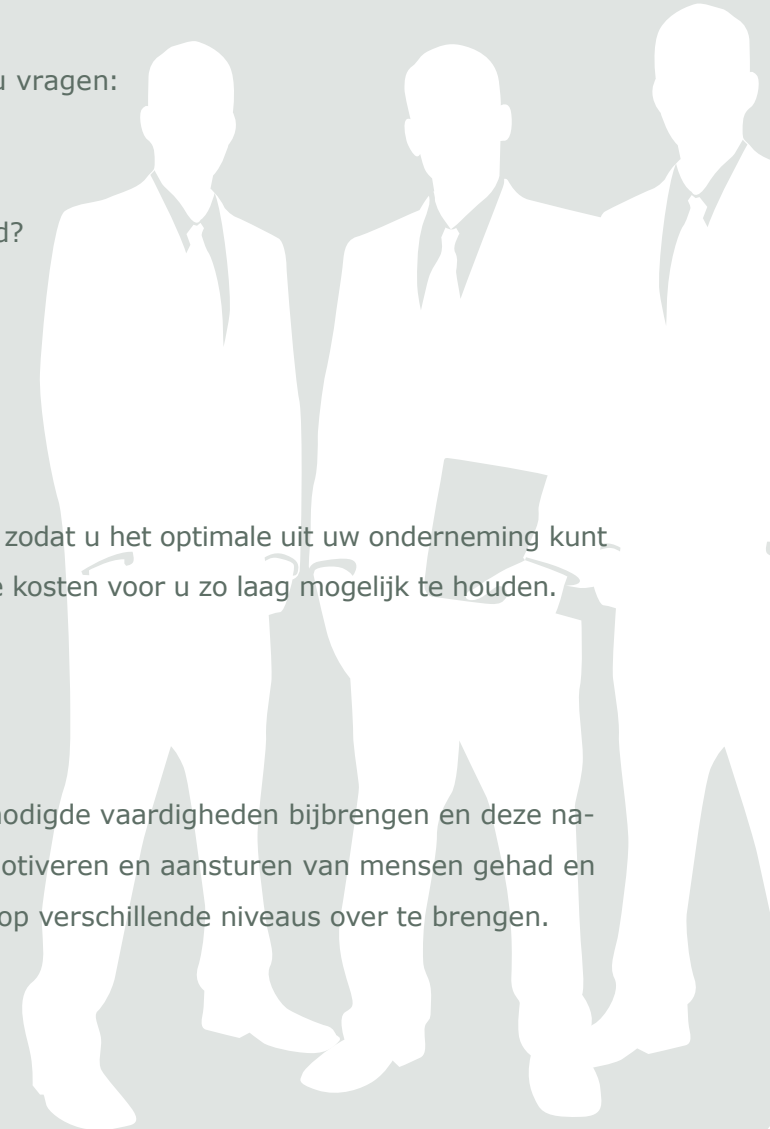 u vragen:
d?
zodat u het optimale uit uw onderneming kunt
e kosten voor u zo laag mogelijk te houden.
nodigde vaardigheden bijbrengen en deze na-
otiveren en aansturen van mensen gehad en
op verschillende niveaus over te brengen.